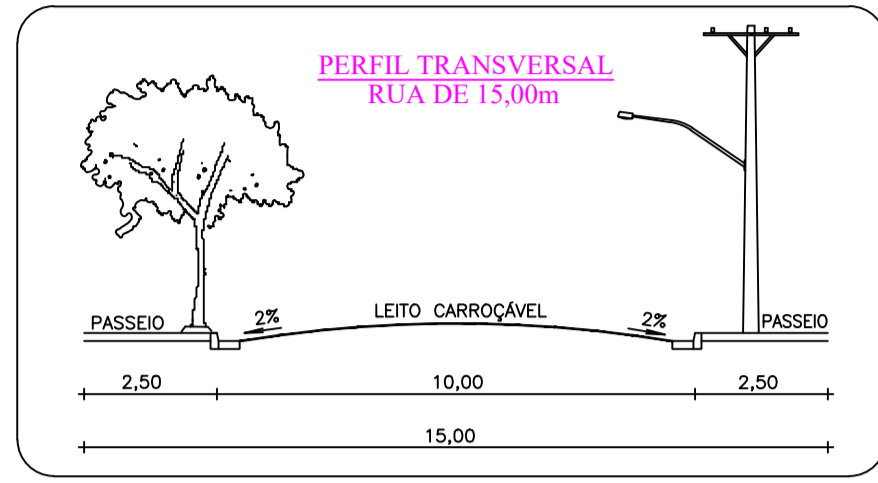 PERFIL TRANSVERSAL
RUA DE 15,00m
LEITO CARROÇÁVEL
2%
2%
PASSEIO
PASSEIO
2,50
10,00
2,50
15,00